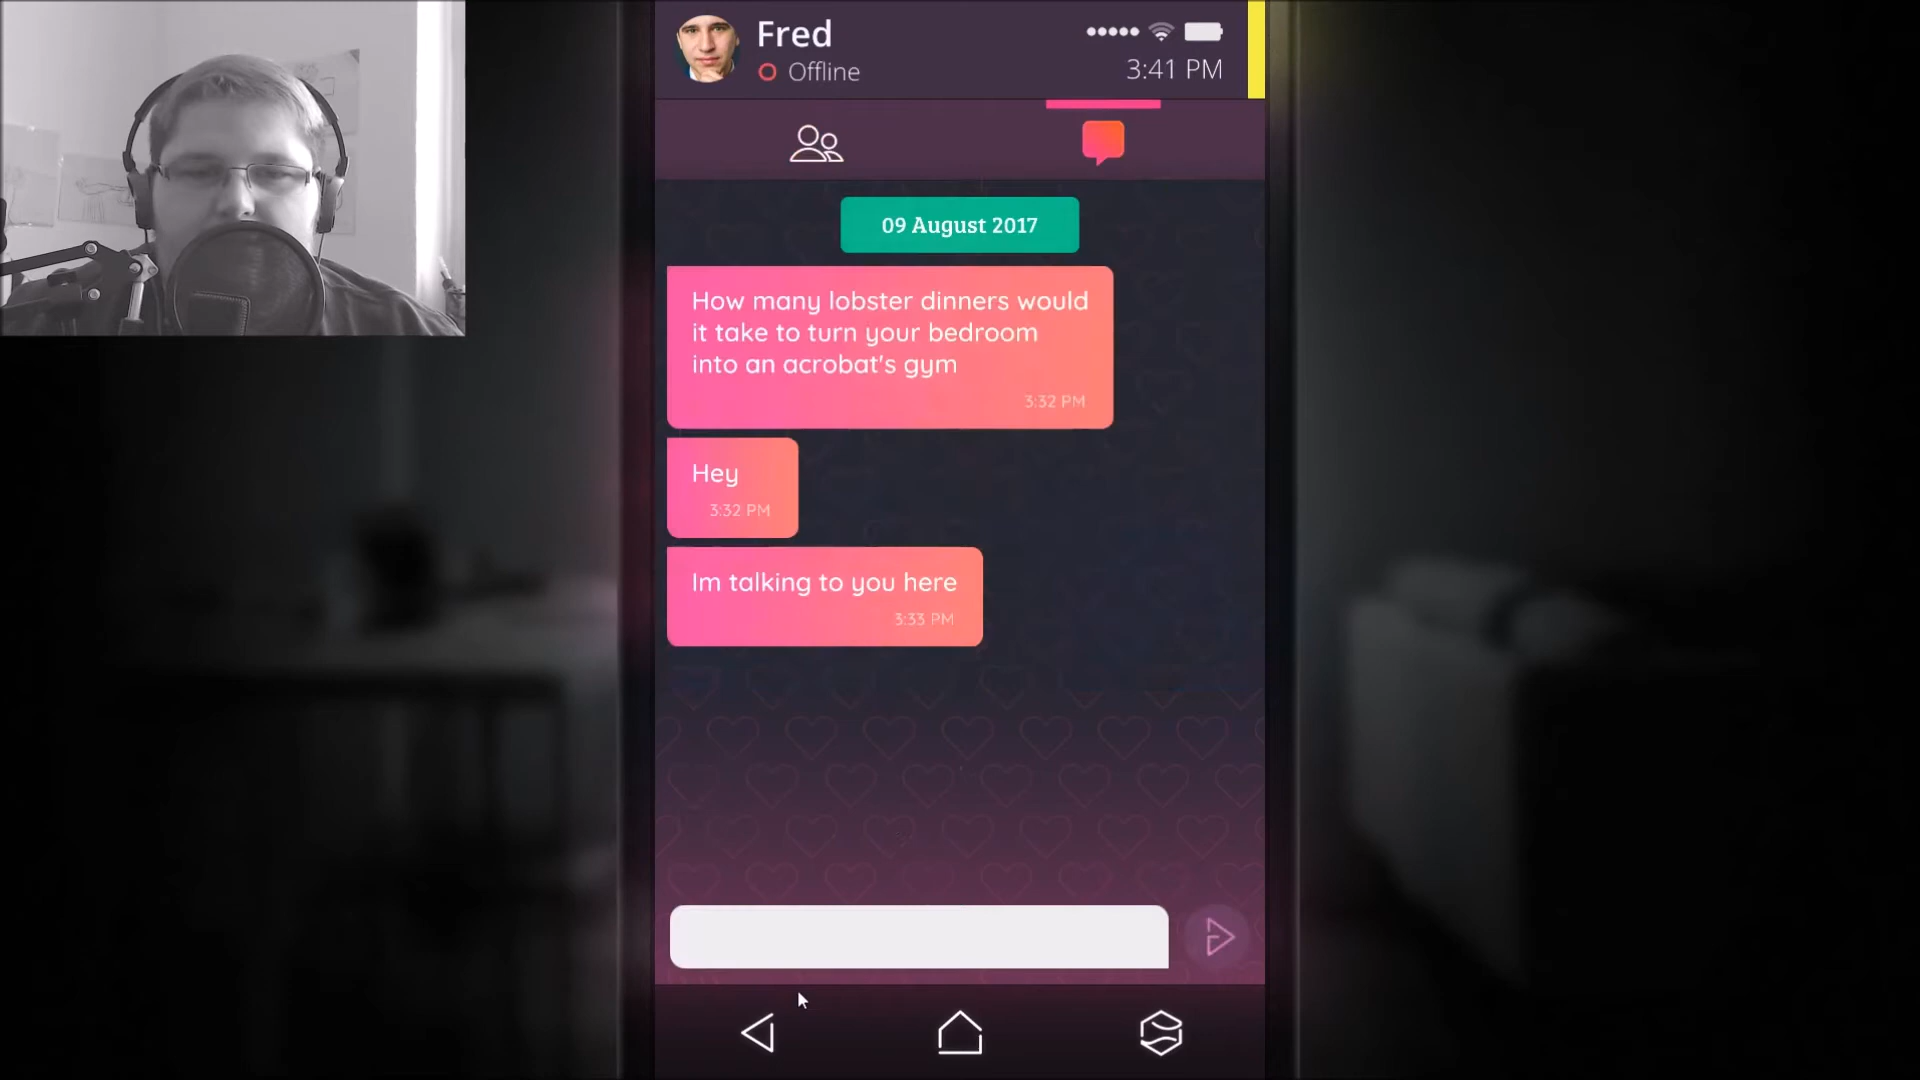 Fred
Offline
3:41 PM
09 August 2017
How many lobster dinners would
it take to turn your bedroom
into an acrobat's gym
3:32 PM
Hey
3:32 PM
Im talking to you here
3:33 PM